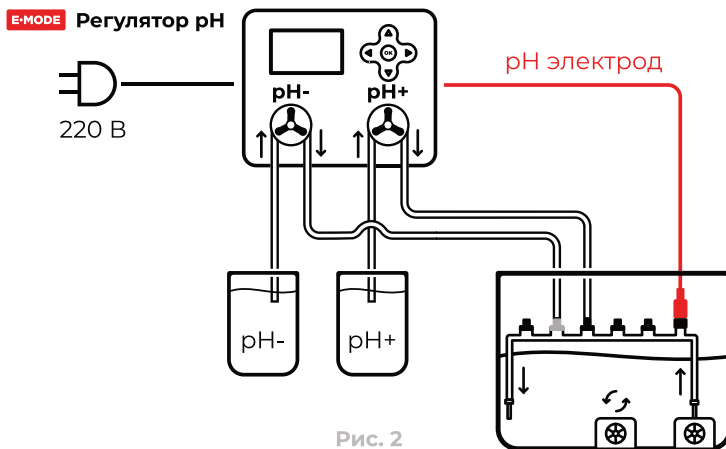 E-MODE Регулятор pH
OK
pH- pH+
pH электрод
220 В
pH- pH+
Рис. 2